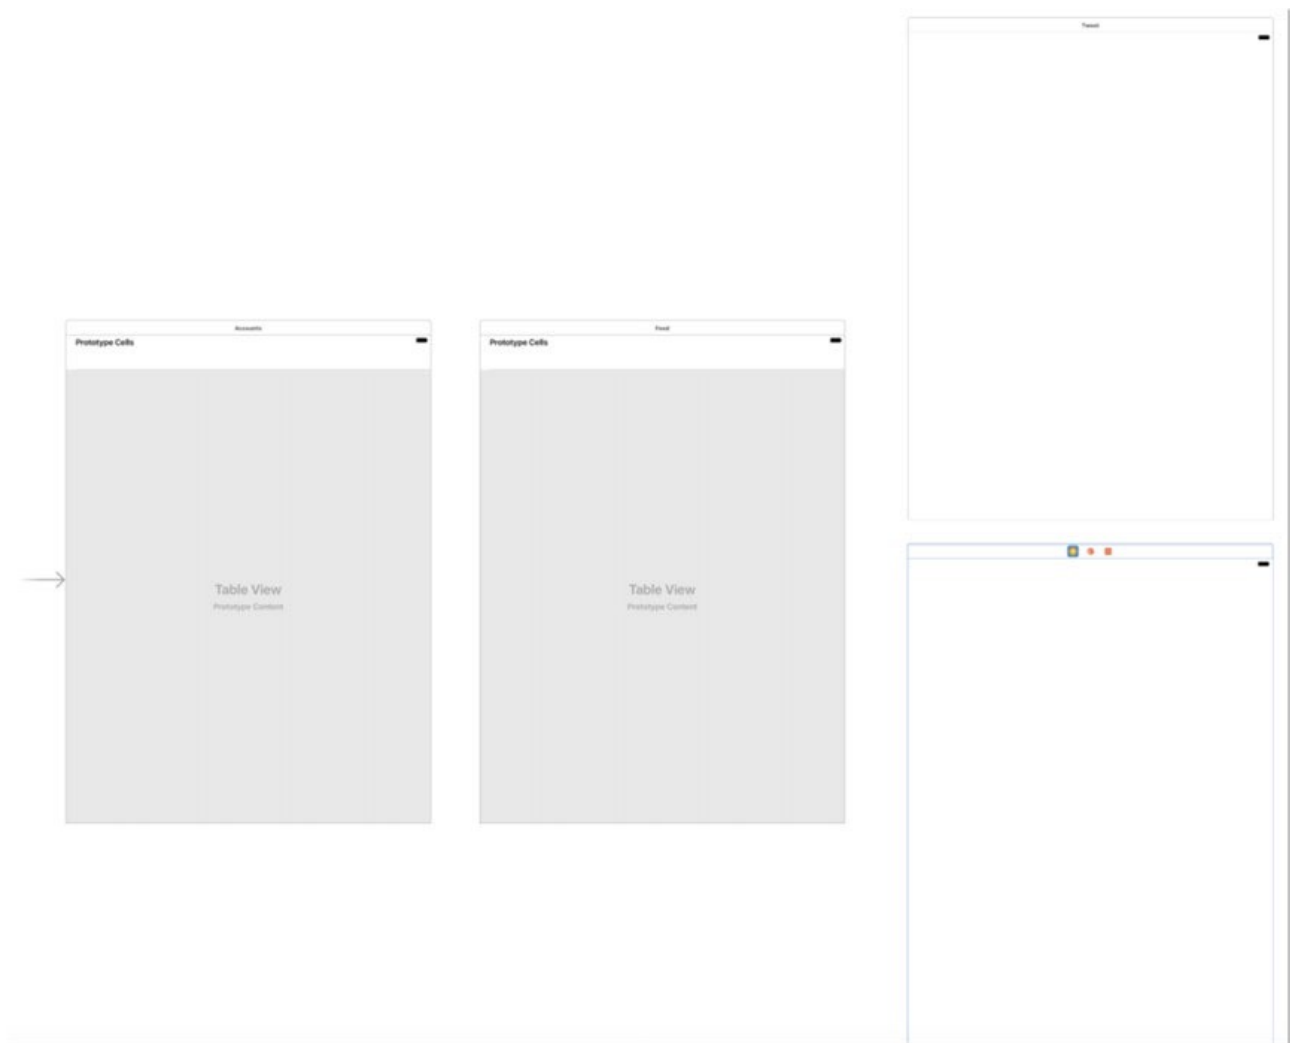 Tweet
Accounts
Prototype Cells
Table View
Prototype Content
Feed
Prototype Cells
Table View
Prototype Content